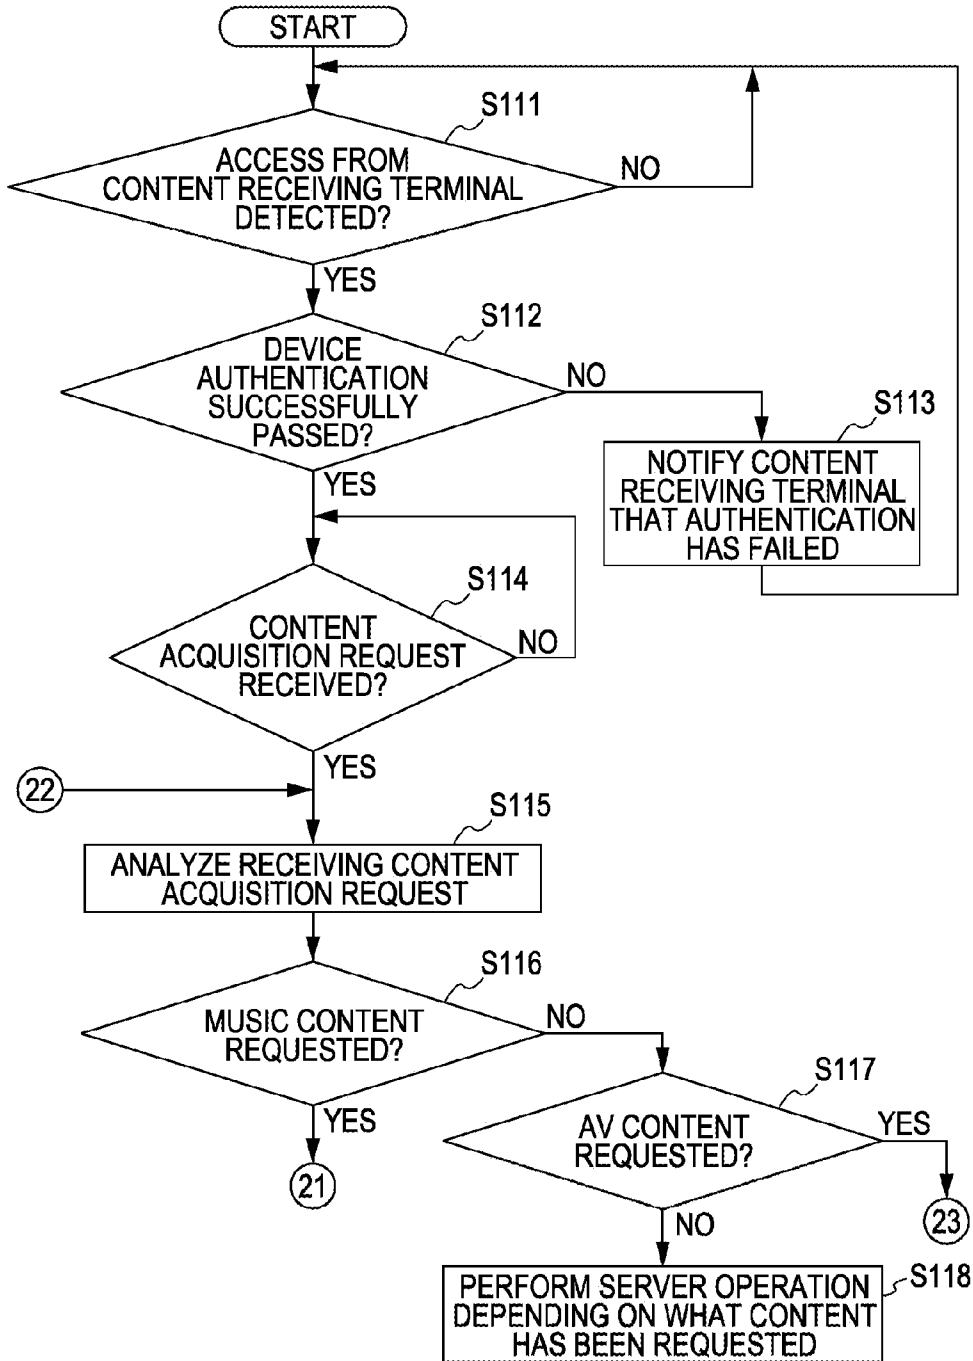 START
S111
ACCESS FROM
CONTENT RECEIVING TERMINAL
DETECTED?
NO
YES
S112
DEVICE
AUTHENTICATION
SUCCESSFULLY
PASSED?
NO
YES
S113
NOTIFY CONTENT
RECEIVING TERMINAL
THAT AUTHENTICATION
HAS FAILED
S114
CONTENT
ACQUISITION REQUEST
RECEIVED?
NO
YES
22
S115
ANALYZE RECEIVING CONTENT
ACQUISITION REQUEST
S116
MUSIC CONTENT
REQUESTED?
NO
YES
21
S117
AV CONTENT
REQUESTED?
YES
23
NO
S118
PERFORM SERVER OPERATION
DEPENDING ON WHAT CONTENT
HAS BEEN REQUESTED